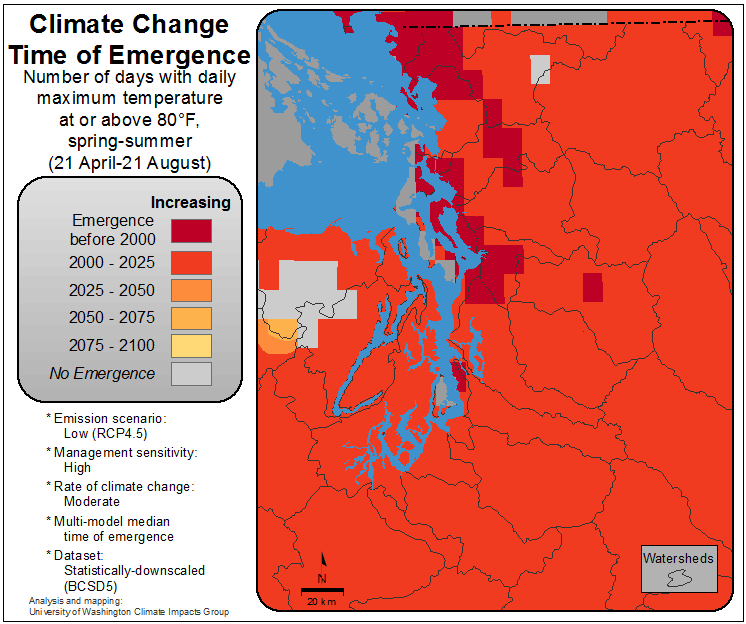 Climate Change
Time of Emergence
Number of days with daily
maximum temperature
at or above 80°F,
spring-summer
(21 April-21 August)
Increasing
Emergence
before 2000
2000 - 2025
2025 - 2050
2050 - 2075
2075 - 2100
No Emergence
* Emission scenario:
Low (RCP4.5)
* Management sensitivity:
High
* Rate of climate change:
Moderate
* Multi-model median
time of emergence
* Dataset:
Statistically-downscaled
(BCSD5)
Analysis and mapping:
University of Washington Climate Impacts Group
N
20 km
Watersheds